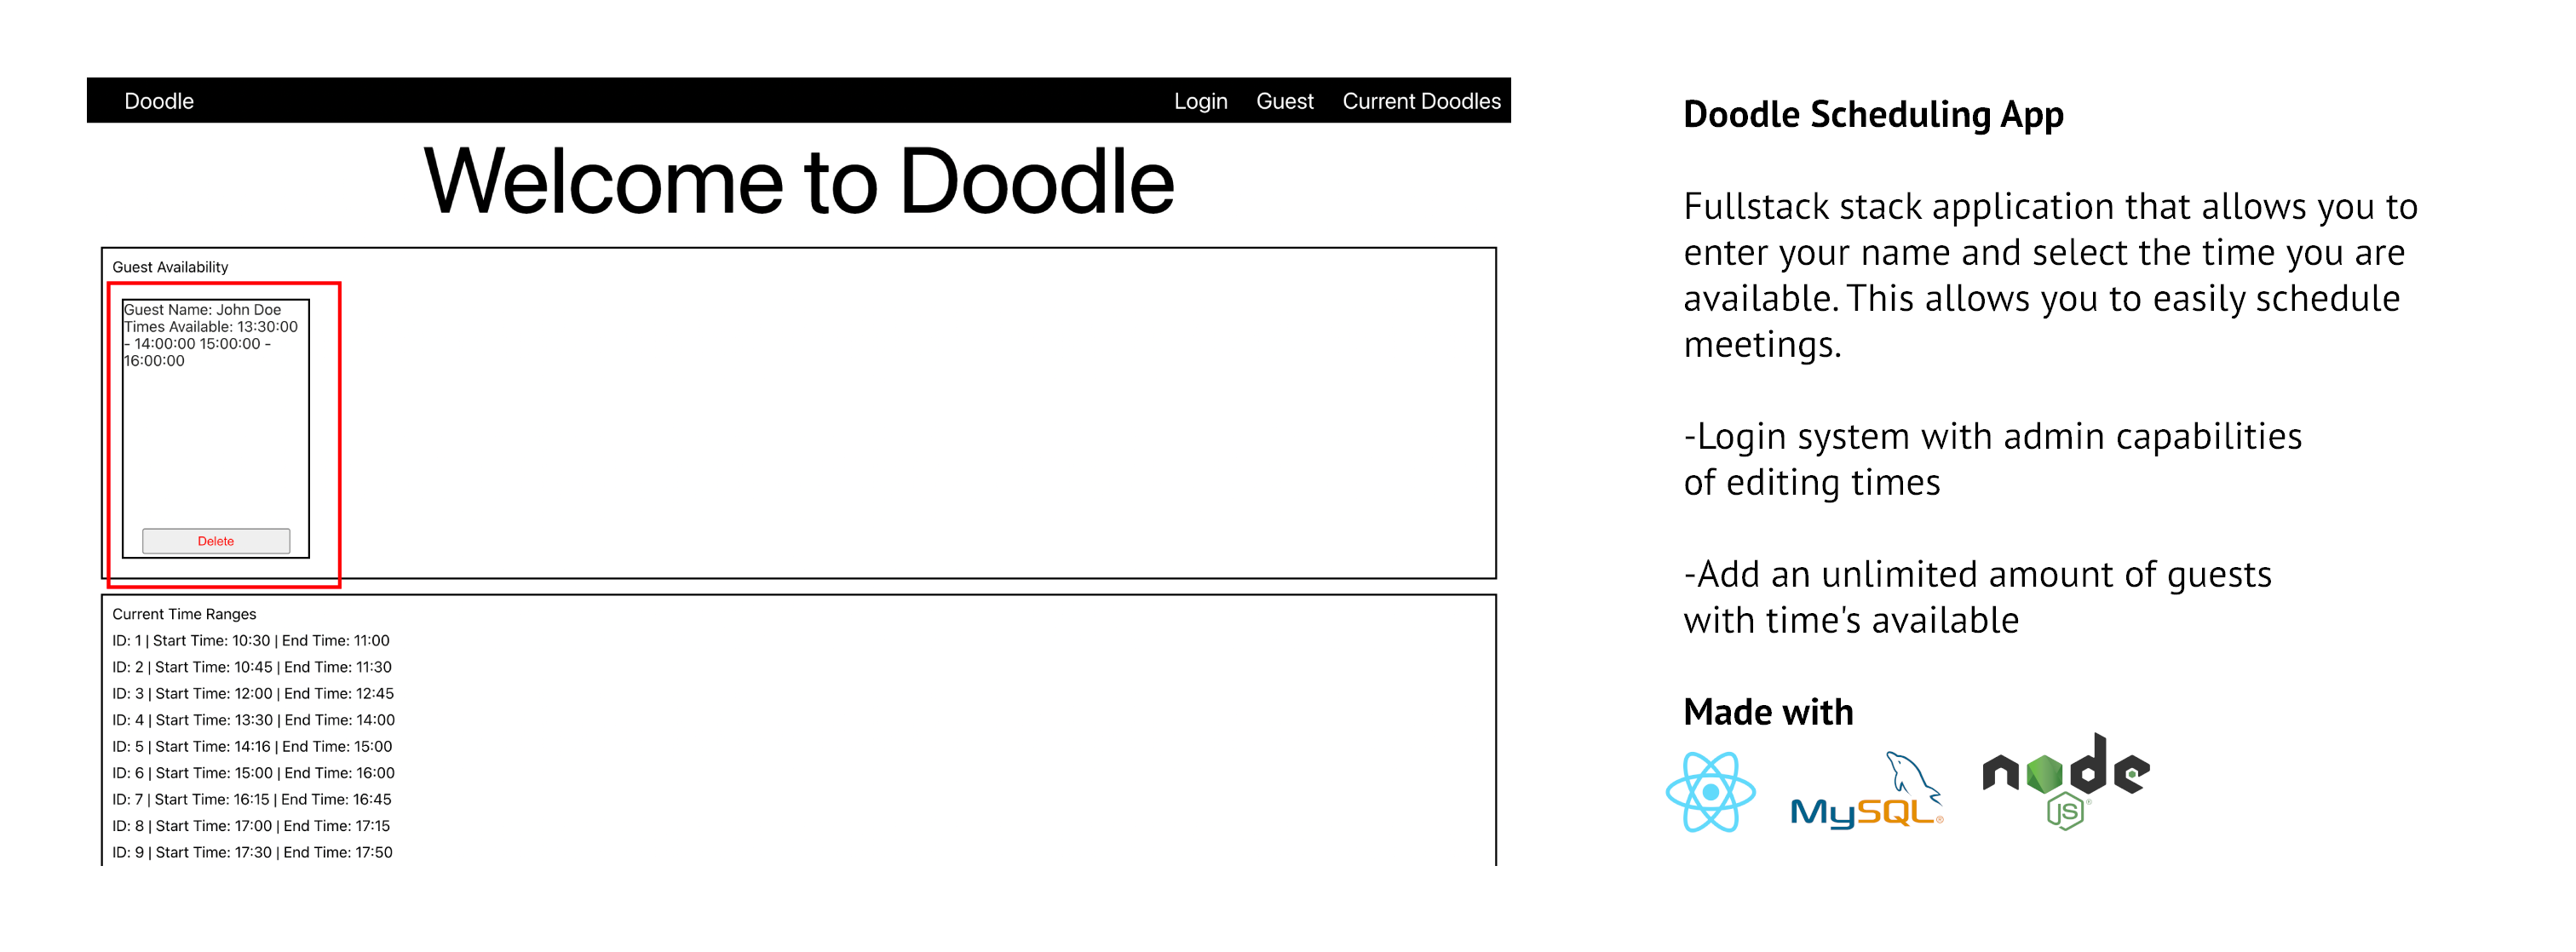 Doodle
Login Guest Current Doodles
Welcome to Doodle
Guest Availability
Guest Name: John Doe
Times Available: 13:30:00
- 14:00:00 15:00:00 -
16:00:00
Delete
Current Time Ranges
ID: 1 | Start Time: 10:30 | End Time: 11:00
ID: 2 | Start Time: 10:45 | End Time: 11:30
ID: 3 | Start Time: 12:00 | End Time: 12:45
ID: 4 | Start Time: 13:30 | End Time: 14:00
ID: 5 | Start Time: 14:16 | End Time: 15:00
ID: 6 | Start Time: 15:00 | End Time: 16:00
ID: 7 | Start Time: 16:15 | End Time: 16:45
ID: 8 | Start Time: 17:00 | End Time: 17:15
ID: 9 | Start Time: 17:30 | End Time: 17:50
Doodle Scheduling App
Fullstack stack application that allows you to
enter your name and select the time you are
available. This allows you to easily schedule
meetings.
-Login system with admin capabilities
of editing times
-Add an unlimited amount of guests
with time's available
Made with
MySQL®
node
JS®